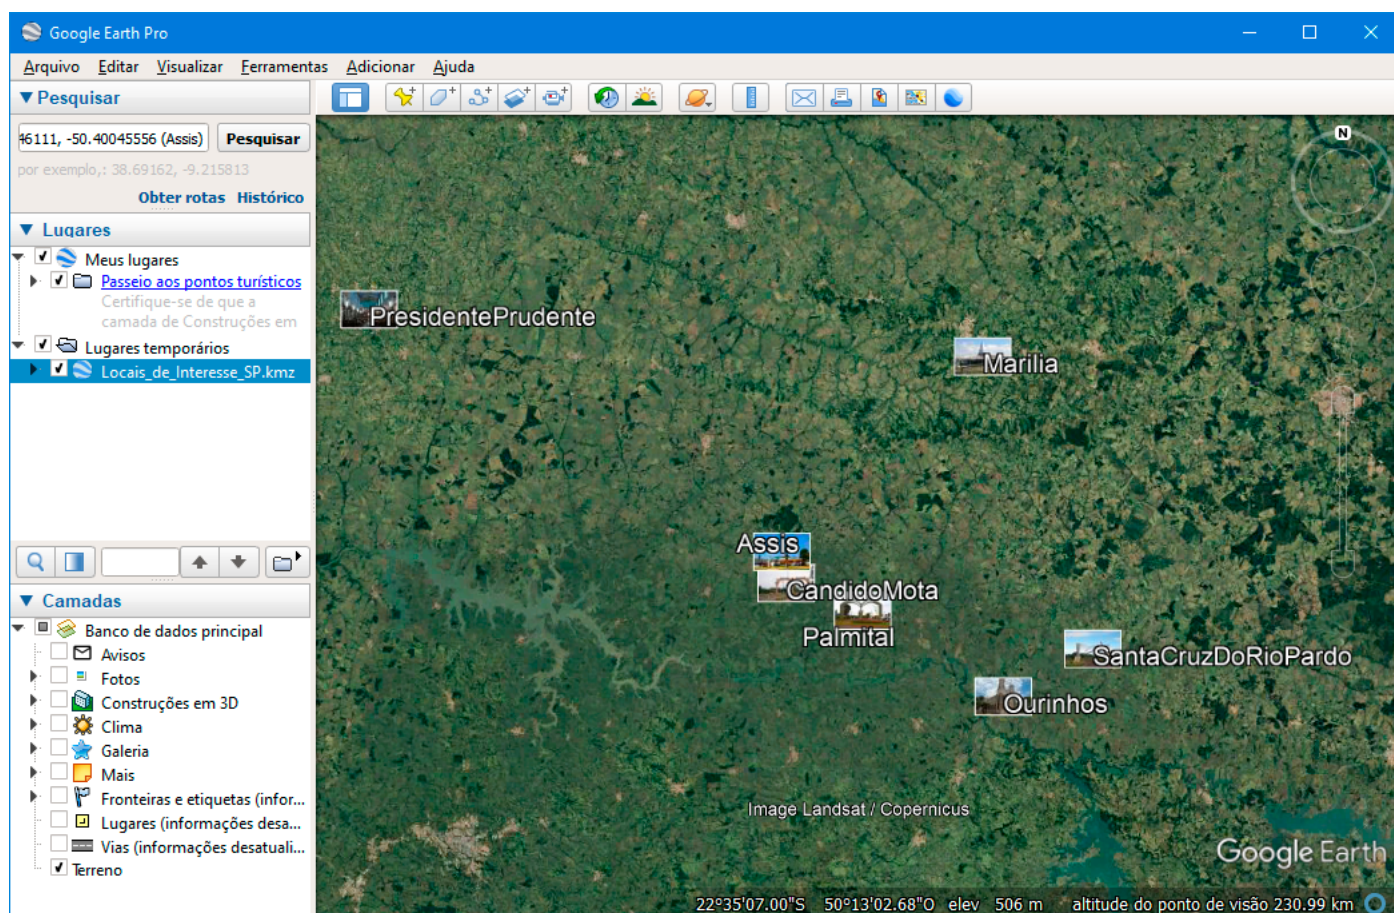 Google Earth Pro
Arquivo Editar Visualizar Ferramentas Adicionar Ajuda
Pesquisar
46111, -50.40045556 (Assis) Pesquisar
por exemplo,: 38.69162, -9.215813
Obter rotas Histórico
Lugares
Meus lugares
Passeio aos pontos turísticos
Certifique-se de que a
camada de Construções em
Lugares temporários
Locais_de_Interesse_SP.kmz
Camadas
Banco de dados principal
Avisos
Fotos
Construções em 3D
Clima
Galeria
Mais
Fronteiras e etiquetas (infor...
Lugares (informações desa...
Vias (informações desatuali...
Terreno
N
PresidentePrudente
Marilia
Assis
CandidoMota
Palmital
SantaCruzDoRioPardo
Ourinhos
Image Landsat / Copernicus
Google Earth
22°35'07.00"S 50°13'02.68"O elev 506 m altitude do ponto de visão 230.99 km